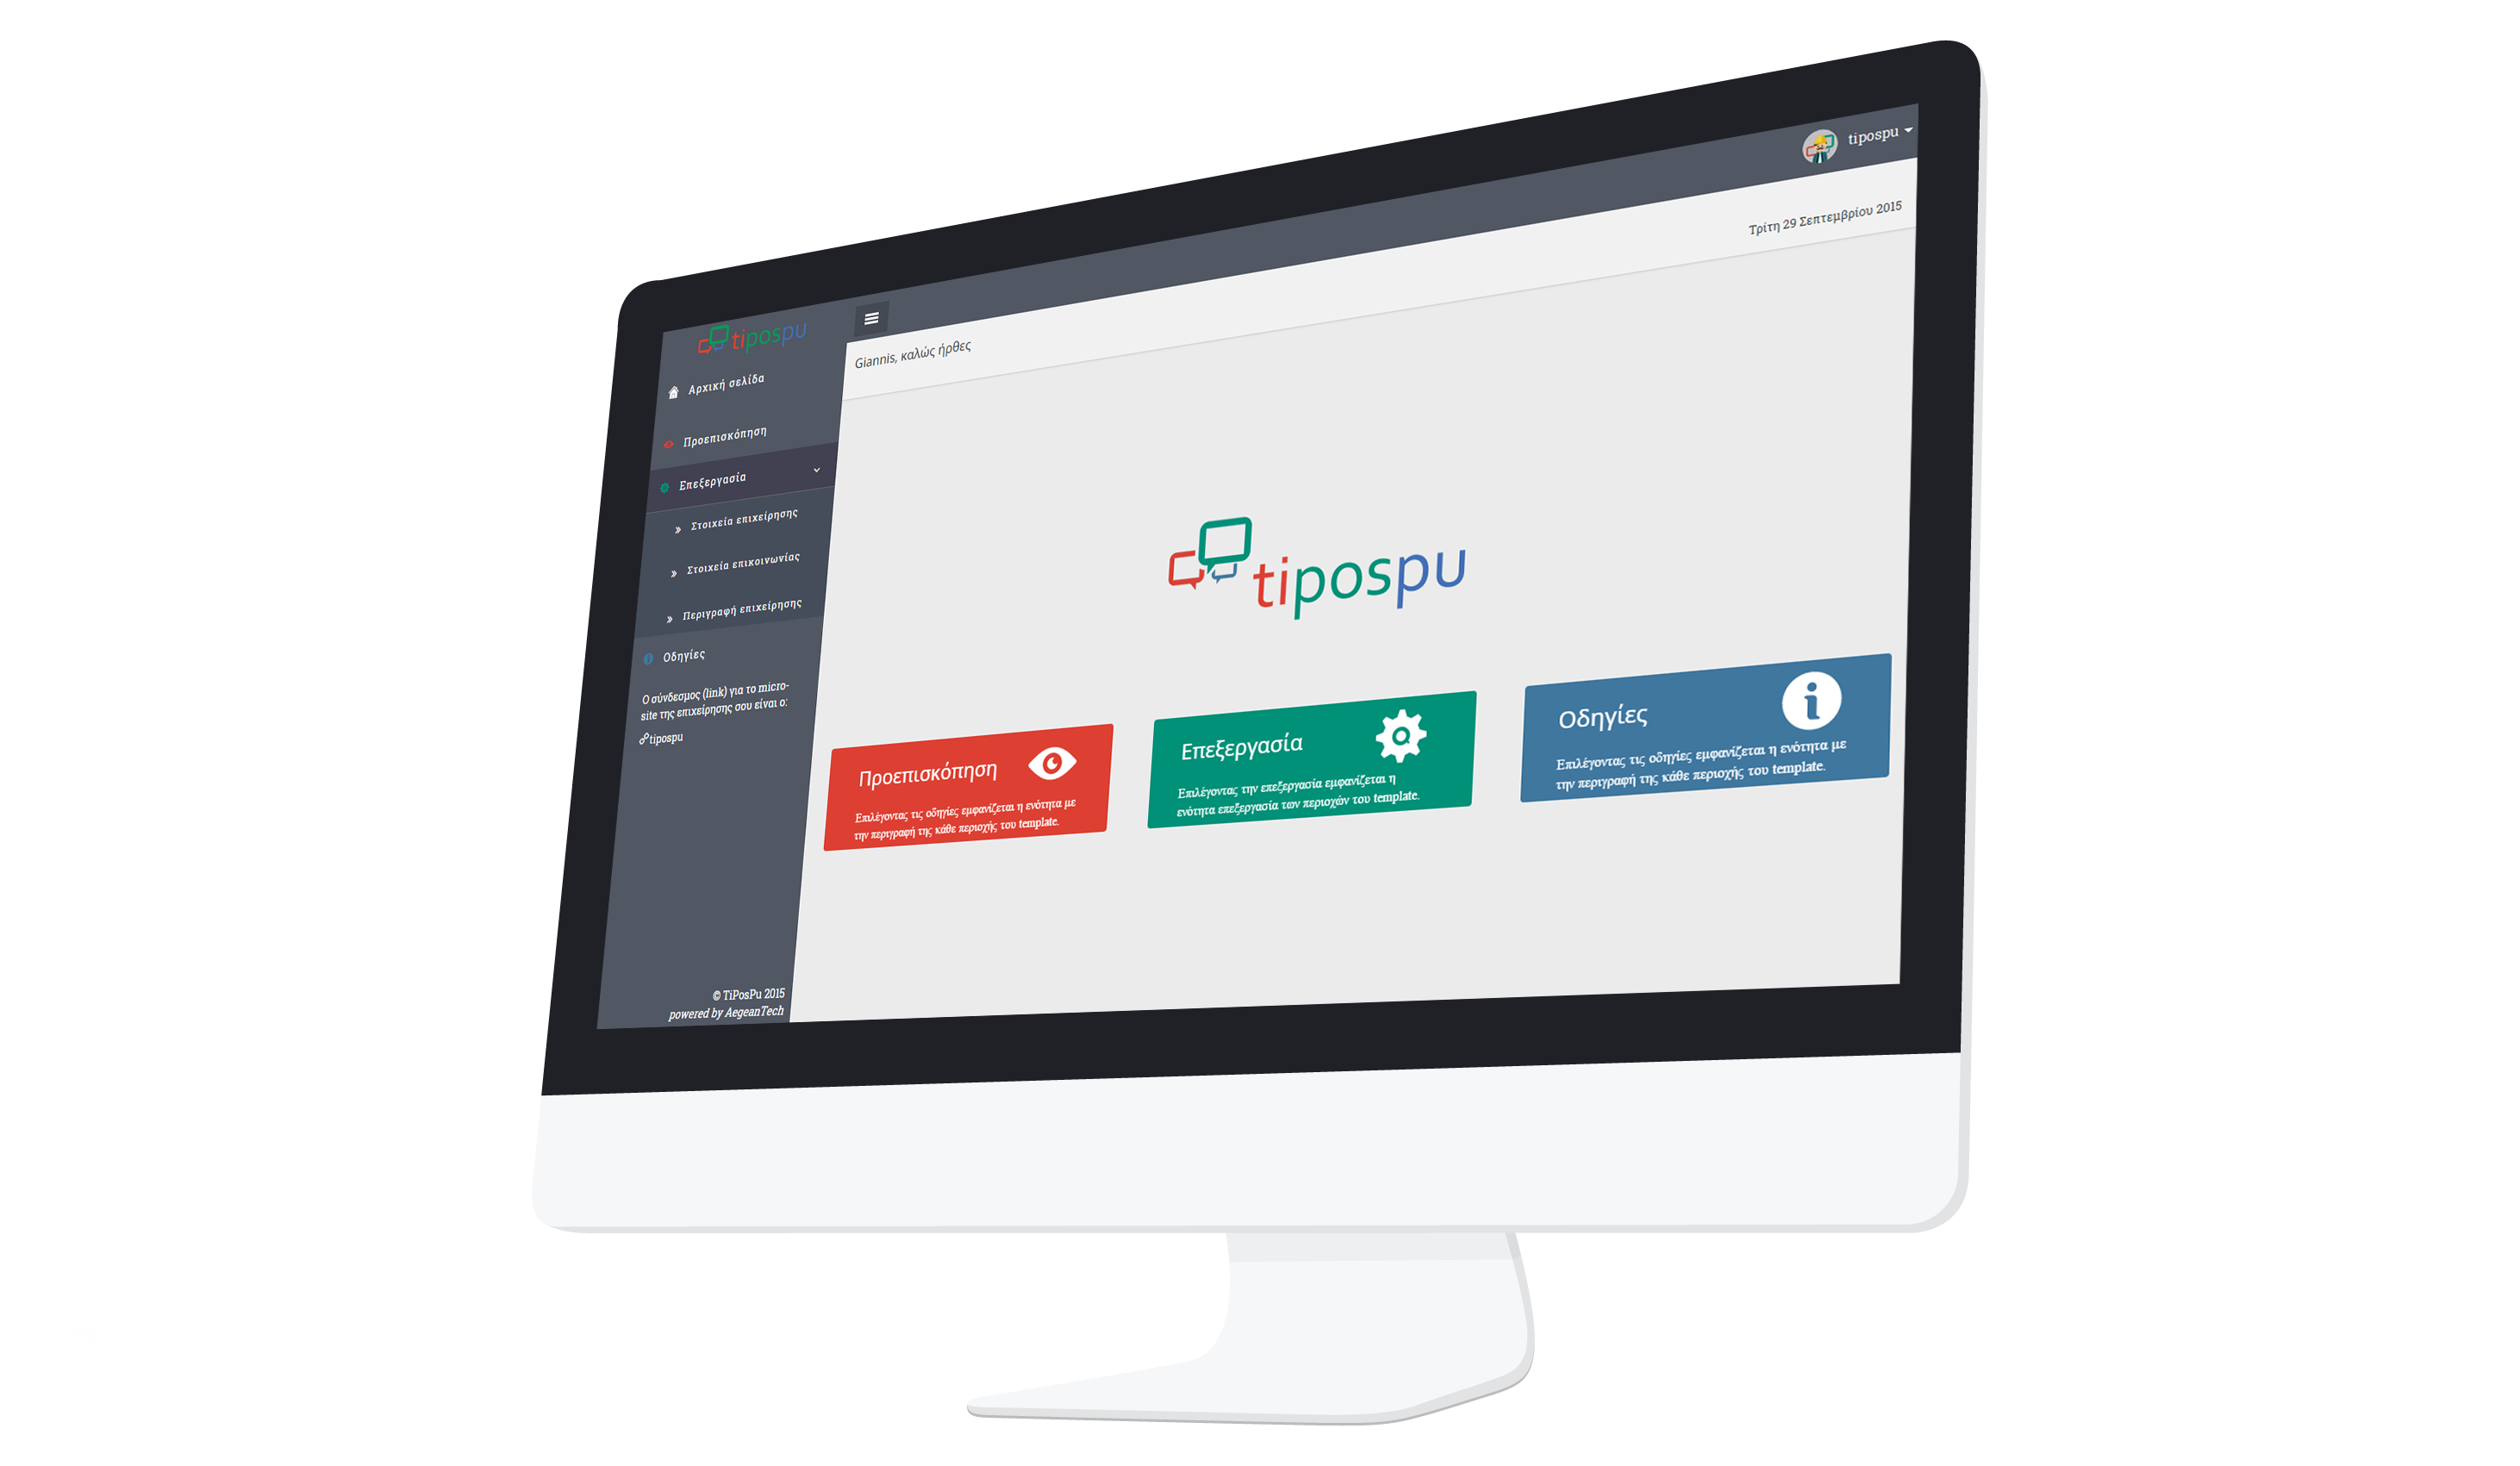 tipospu
Τρίτη 29 Σεπτεμβρίου 2015
tipospu
Giannis, καλώς ήρθες
Αρχική σελίδα
Προεπισκόπηση
Επεξεργασία
Στοιχεία επιχείρησης
Στοιχεία επικοινωνίας
Περιγραφή επιχείρησης
Οδηγίες
Ο σύνδεσμος (link) για το micro-
site της επιχείρησης σου είναι ο:
tipospu
© TiPosPu 2015
powered by AegeanTech
tipospu
Προεπισκόπηση
Επιλέγοντας τις οδηγίες εμφανίζεται η ενότητα με
την περιγραφή της κάθε περιοχής του template.
Επεξεργασία
Επιλέγοντας την επεξεργασία εμφανίζεται η
ενότητα επεξεργασία των περιοχών του template.
Οδηγίες
Επιλέγοντας τις οδηγίες εμφανίζεται η ενότητα με
την περιγραφή της κάθε περιοχής του template.